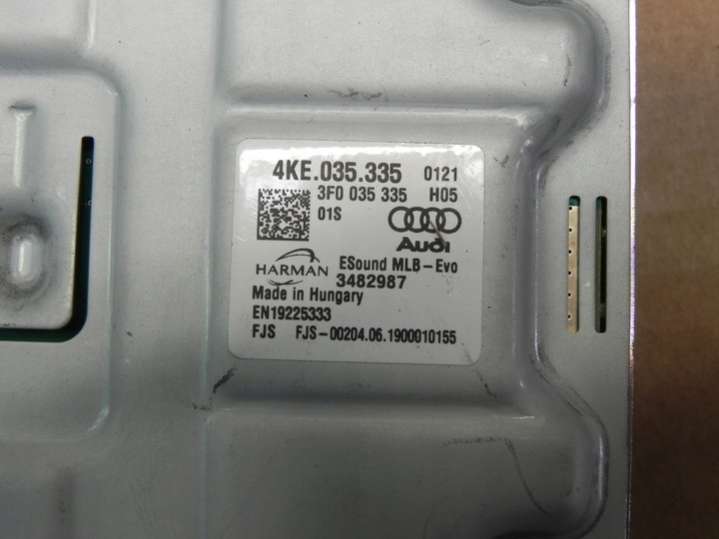 4KE.035.335 0121
3F0 035 335 H05
01S
Audi
HARMAN
ESound MLB-Evo
3482987
Made in Hungary
EN19225333
FJS FJS-00204.06.1900010155